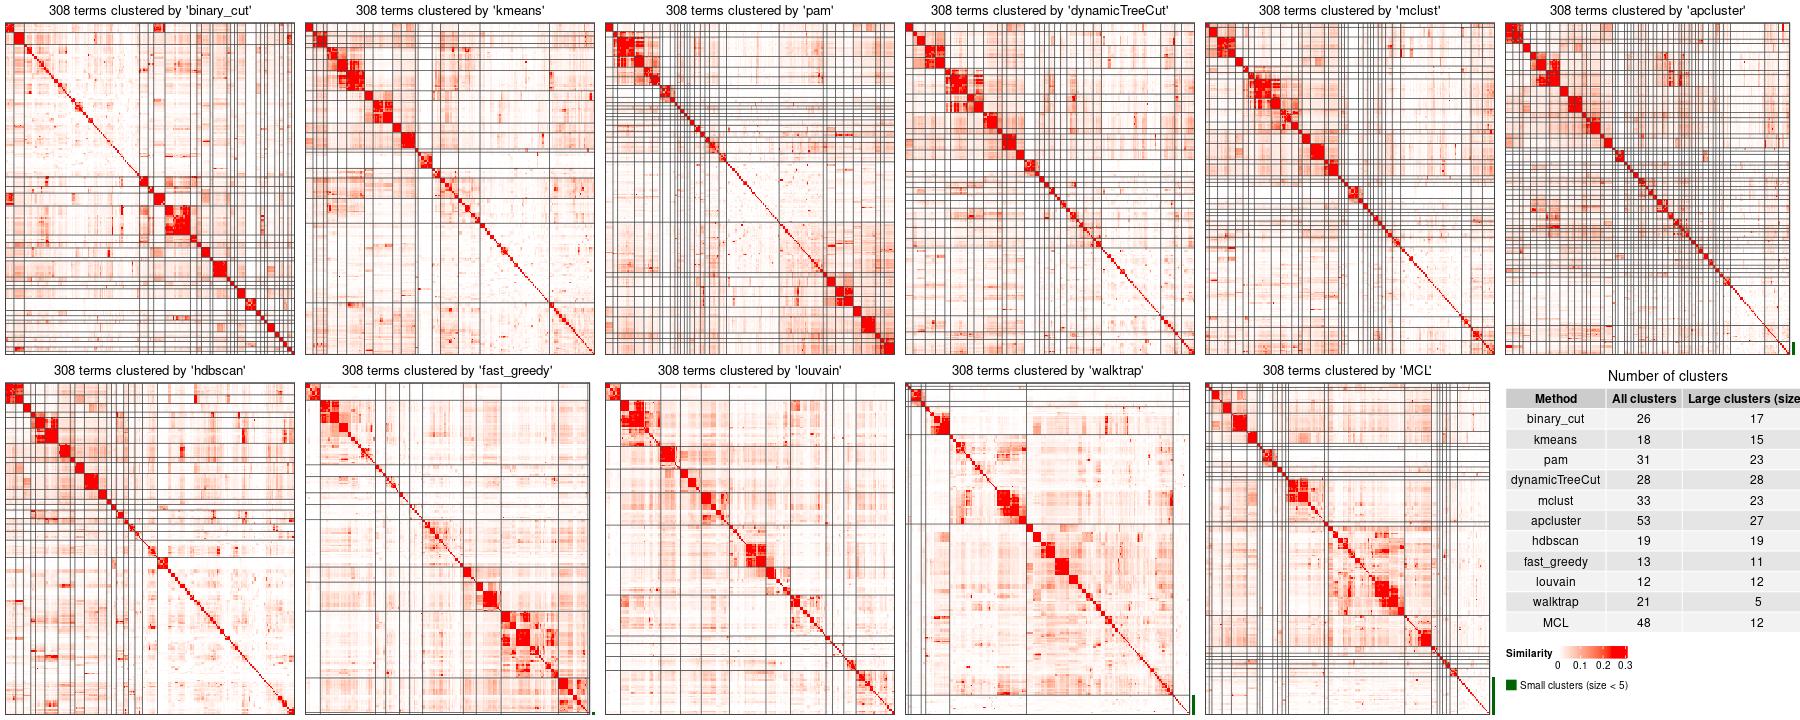 308 terms clustered by 'binary_cut'
308 terms clustered by 'kmeans'
308 terms clustered by 'pam'
308 terms clustered by 'dynamicTreeCut'
308 terms clustered by 'mclust'
308 terms clustered by 'apcluster'
308 terms clustered by 'hdbscan'
308 terms clustered by 'fast_greedy'
308 terms clustered by 'louvain'
308 terms clustered by 'walktrap'
308 terms clustered by 'MCL'
Number of clusters
Method All clusters Large clusters (size
binary_cut 26 17
kmeans 18 15
pam 31 23
dynamicTreeCut 28 28
mclust 33 23
apcluster 53 27
hdbscan 19 19
fast_greedy 13 11
louvain 12 12
walktrap 21 5
MCL 48 12
Similarity
0 0.1 0.2 0.3
Small clusters (size < 5)